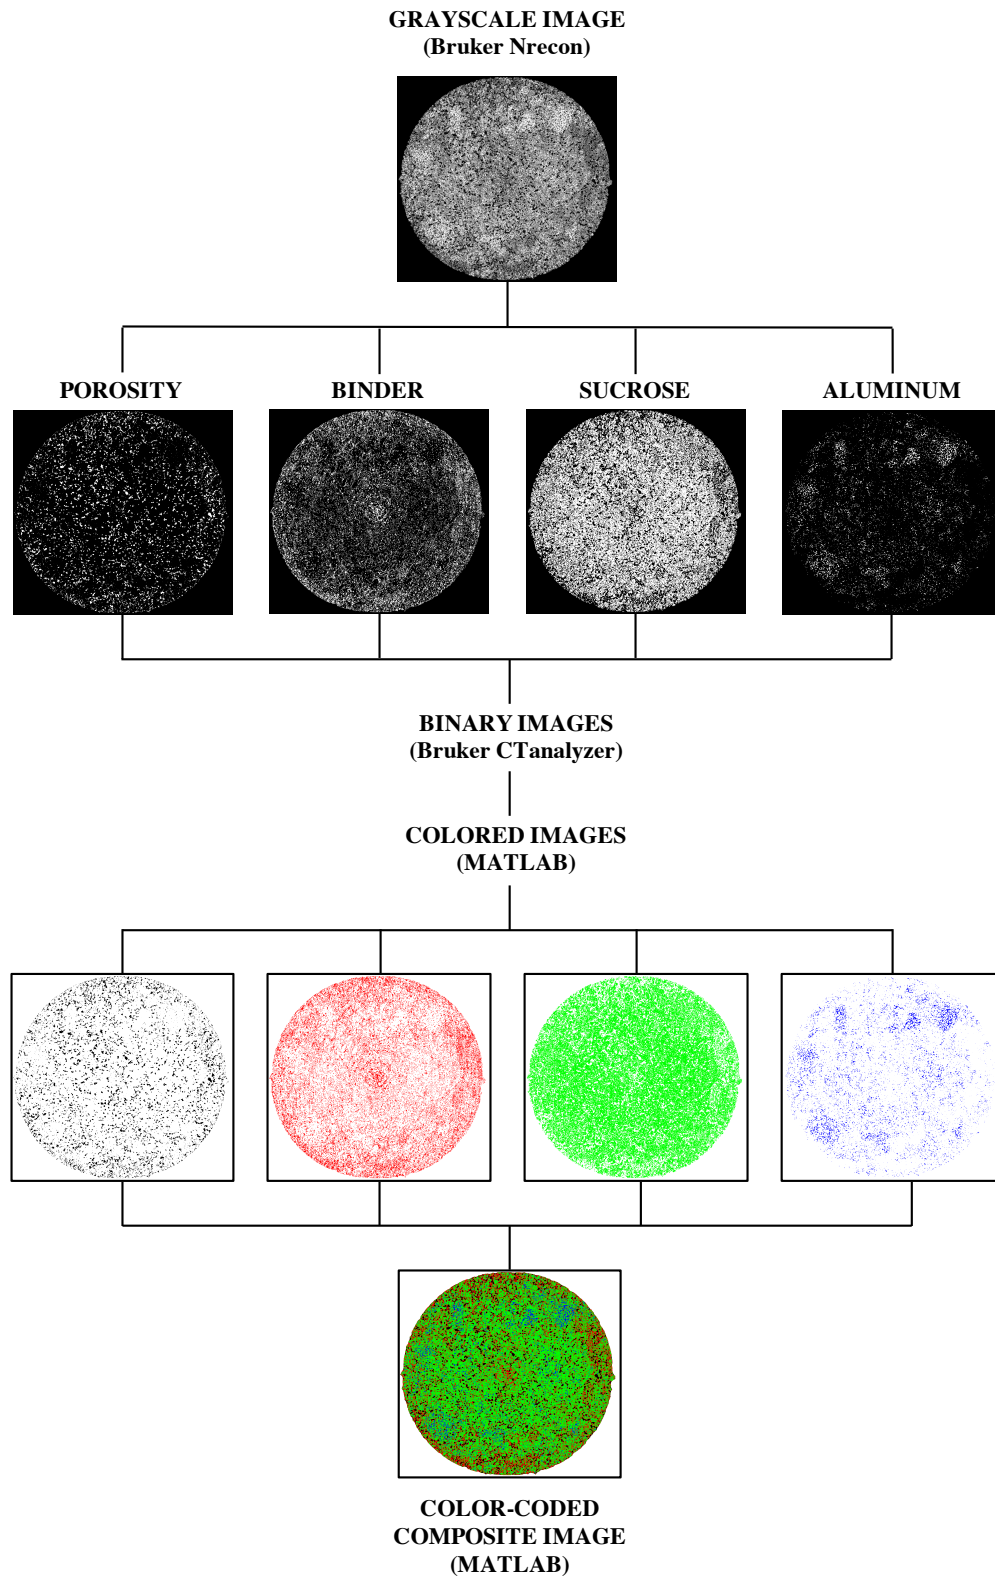 GRAYSCALE IMAGE
(Bruker Nrecon)
POROSITY
BINDER
SUCROSE
ALUMINUM
BINARY IMAGES
(Bruker CTanalyzer)
COLORED IMAGES
(MATLAB)
COLOR-CODED
COMPOSITE IMAGE
(MATLAB)